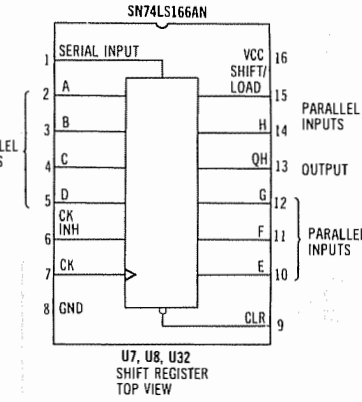 SN74LS166AN
1 SERIAL INPUT
VCC 16
SHIFT/
LOAD 15
2 A
PARALLEL
INPUTS
3 B
H 14
4 C
QH 13 OUTPUT
5 D
G 12
CK
INH
6
F 11
PARALLEL
INPUTS
7 CK
E 10
8 GND
CLR 9
U7, U8, U32
SHIFT REGISTER
TOP VIEW